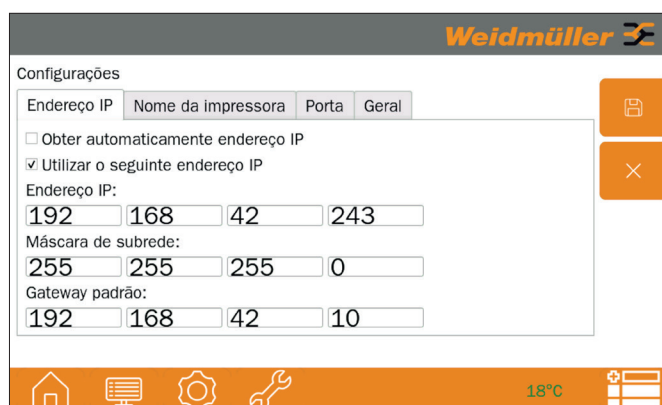 Weidmüller
Configurações
Endereço IP Nome da impressora Porta Geral
Obter automaticamente endereço IP
Utilizar o seguinte endereço IP
Endereço IP:
192 168 42 243
Máscara de subrede:
255 255 255 0
Gateway padrão:
192 168 42 10
18°C